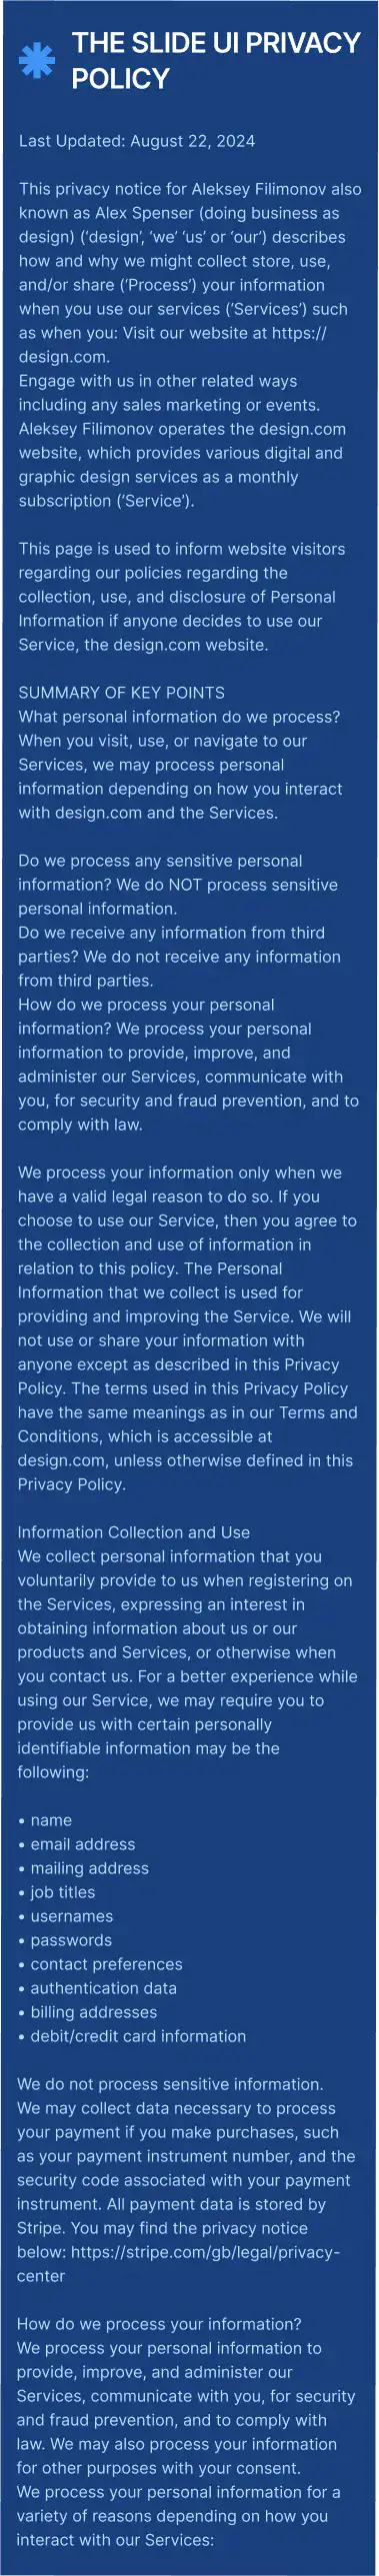 THE SLIDE UI PRIVACY
POLICY
Last Updated: August 22, 2024
This privacy notice for Aleksey Filimonov also
known as Alex Spenser (doing business as
design) (‘design’, ‘we’ ‘us’ or ‘our’) describes
how and why we might collect store, use,
and/or share (‘Process’) your information
when you use our services (‘Services’) such
as when you: Visit our website at https://
design.com.
Engage with us in other related ways
including any sales marketing or events.
Aleksey Filimonov operates the design.com
website, which provides various digital and
graphic design services as a monthly
subscription (‘Service’).
This page is used to inform website visitors
regarding our policies regarding the
collection, use, and disclosure of Personal
Information if anyone decides to use our
Service, the design.com website.
SUMMARY OF KEY POINTS
What personal information do we process?
When you visit, use, or navigate to our
Services, we may process personal
information depending on how you interact
with design.com and the Services.
Do we process any sensitive personal
information? We do NOT process sensitive
personal information.
Do we receive any information from third
parties? We do not receive any information
from third parties.
How do we process your personal
information? We process your personal
information to provide, improve, and
administer our Services, communicate with
you, for security and fraud prevention, and to
comply with law.
We process your information only when we
have a valid legal reason to do so. If you
choose to use our Service, then you agree to
the collection and use of information in
relation to this policy. The Personal
Information that we collect is used for
providing and improving the Service. We will
not use or share your information with
anyone except as described in this Privacy
Policy. The terms used in this Privacy Policy
have the same meanings as in our Terms and
Conditions, which is accessible at
design.com, unless otherwise defined in this
Privacy Policy.
Information Collection and Use
We collect personal information that you
voluntarily provide to us when registering on
the Services, expressing an interest in
obtaining information about us or our
products and Services, or otherwise when
you contact us. For a better experience while
using our Service, we may require you to
provide us with certain personally
identifiable information may be the
following:
• name
• email address
• mailing address
• job titles
• usernames
• passwords
• contact preferences
• authentication data
• billing addresses
• debit/credit card information
We do not process sensitive information.
We may collect data necessary to process
your payment if you make purchases, such
as your payment instrument number, and the
security code associated with your payment
instrument. All payment data is stored by
Stripe. You may find the privacy notice
below: https://stripe.com/gb/legal/privacy-
center
How do we process your information?
We process your personal information to
provide, improve, and administer our
Services, communicate with you, for security
and fraud prevention, and to comply with
law. We may also process your information
for other purposes with your consent.
We process your personal information for a
variety of reasons depending on how you
interact with our Services: